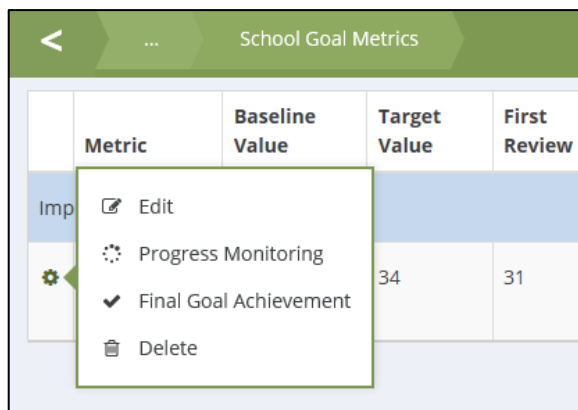 < ... School Goal Metrics
Metric Baseline Value Target Value First Review
Imp
34 31
Edit
Progress Monitoring
Final Goal Achievement
Delete